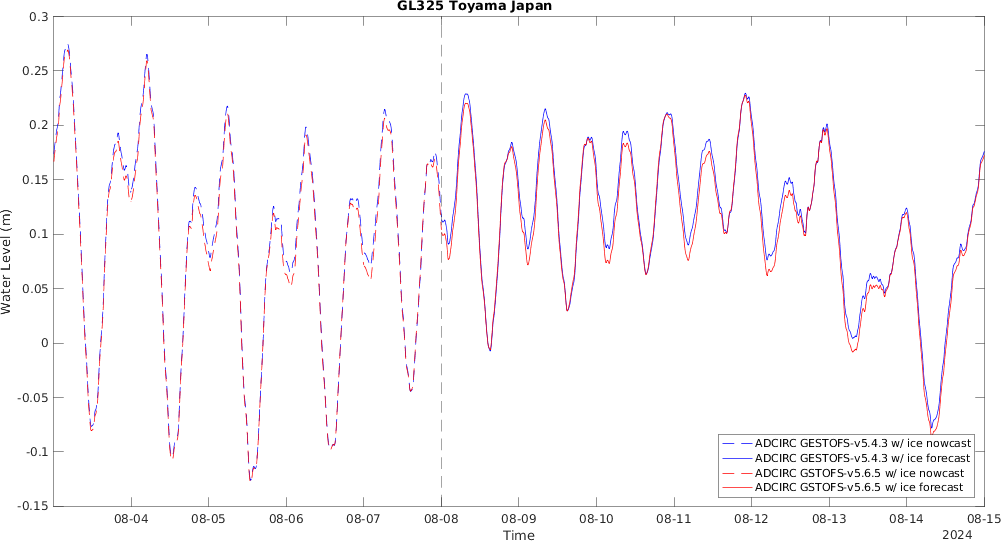 GL325 Toyama Japan
0.3
0.25
0.2
0.15
0.1
0.05
0
-0.05
-0.1
-0.15
Water Level (m)
08-04 08-05 08-06 08-07 08-08 08-09 08-10 08-11 08-12 08-13 08-14 08-15
Time
2024
ADCIRC GESTOFS-v5.4.3 w/ ice nowcast
ADCIRC GESTOFS-v5.4.3 w/ ice forecast
ADCIRC GSTOFS-v5.6.5 w/ ice nowcast
ADCIRC GSTOFS-v5.6.5 w/ ice forecast